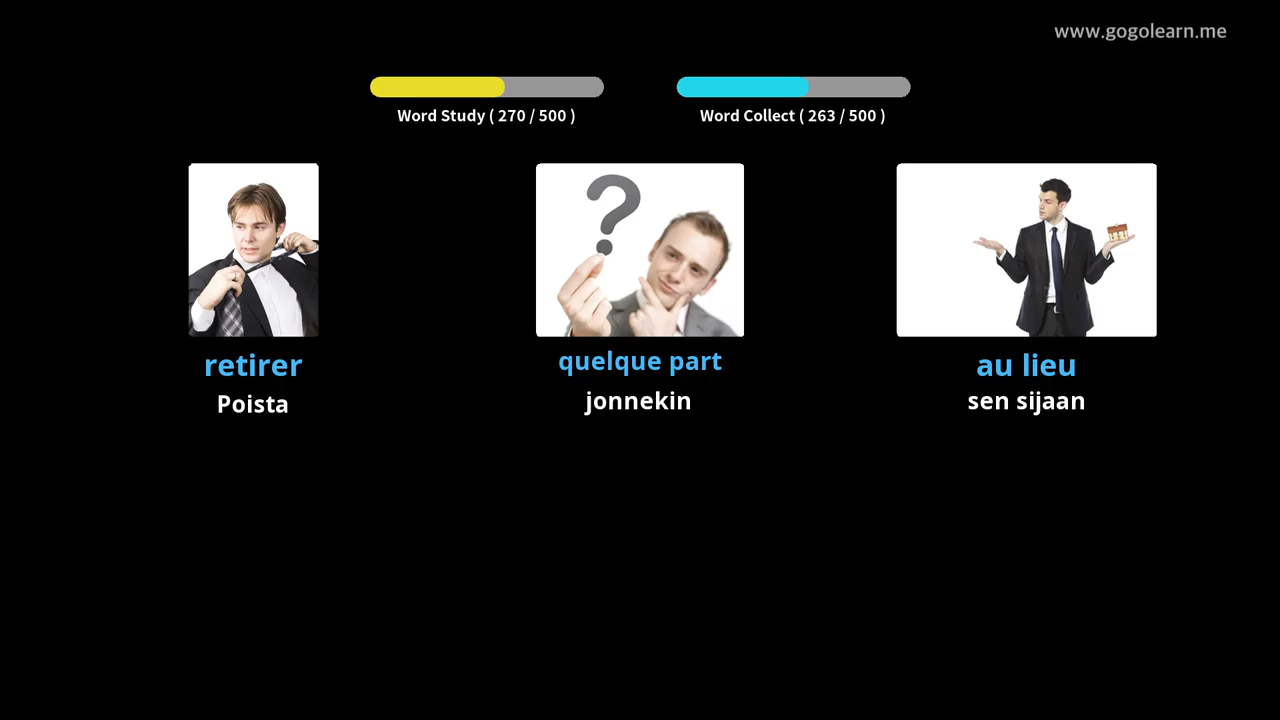 www.gogolearn.me
Word Study ( 270 / 500 )
Word Collect ( 263 / 500 )
retirer
Poista
quelque part
jonnekin
au lieu
sen sijaan